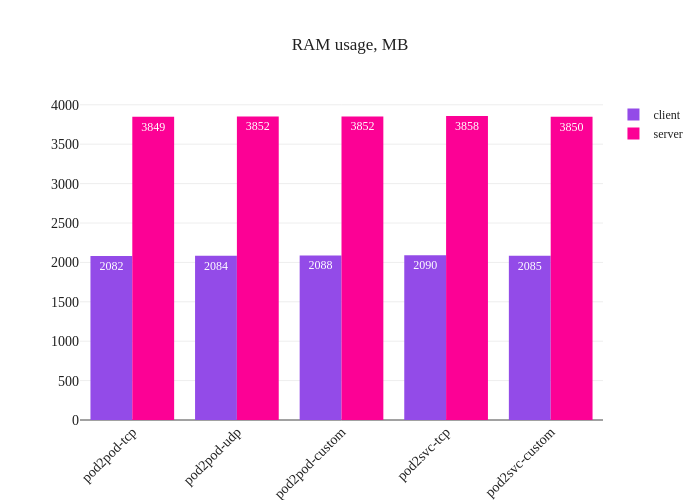 RAM usage, MB
4000
3500
3000
2500
2000
1500
1000
500
0
client
server
3849
3852
3852
3858
3850
2082
2084
2088
2090
2085
pod2pod-tcp
pod2pod-udp
pod2pod-custom
pod2svc-tcp
pod2svc-custom